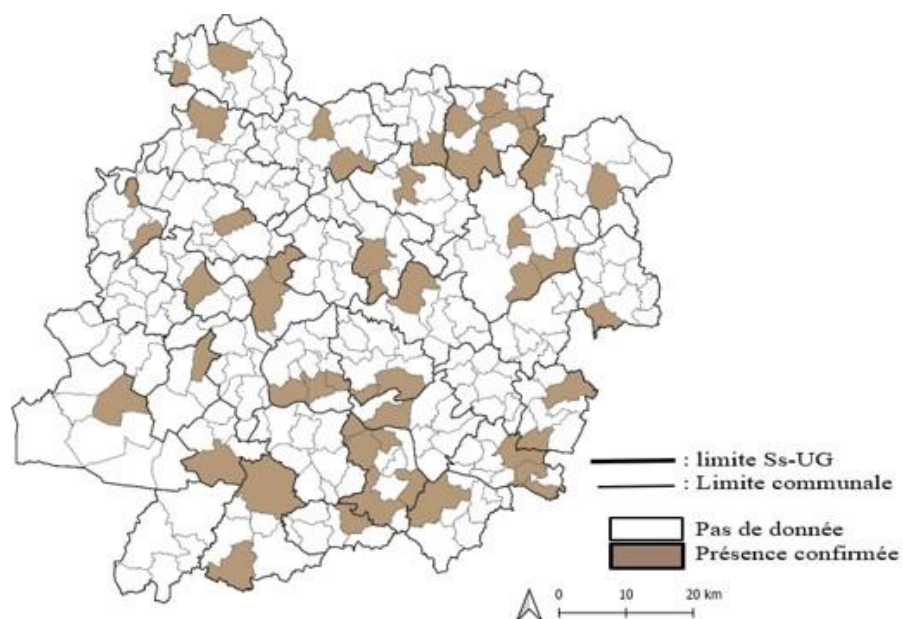 : limite Ss-UG
: Limite communale
Pas de donnée
Présence confirmée
0 10 20 km